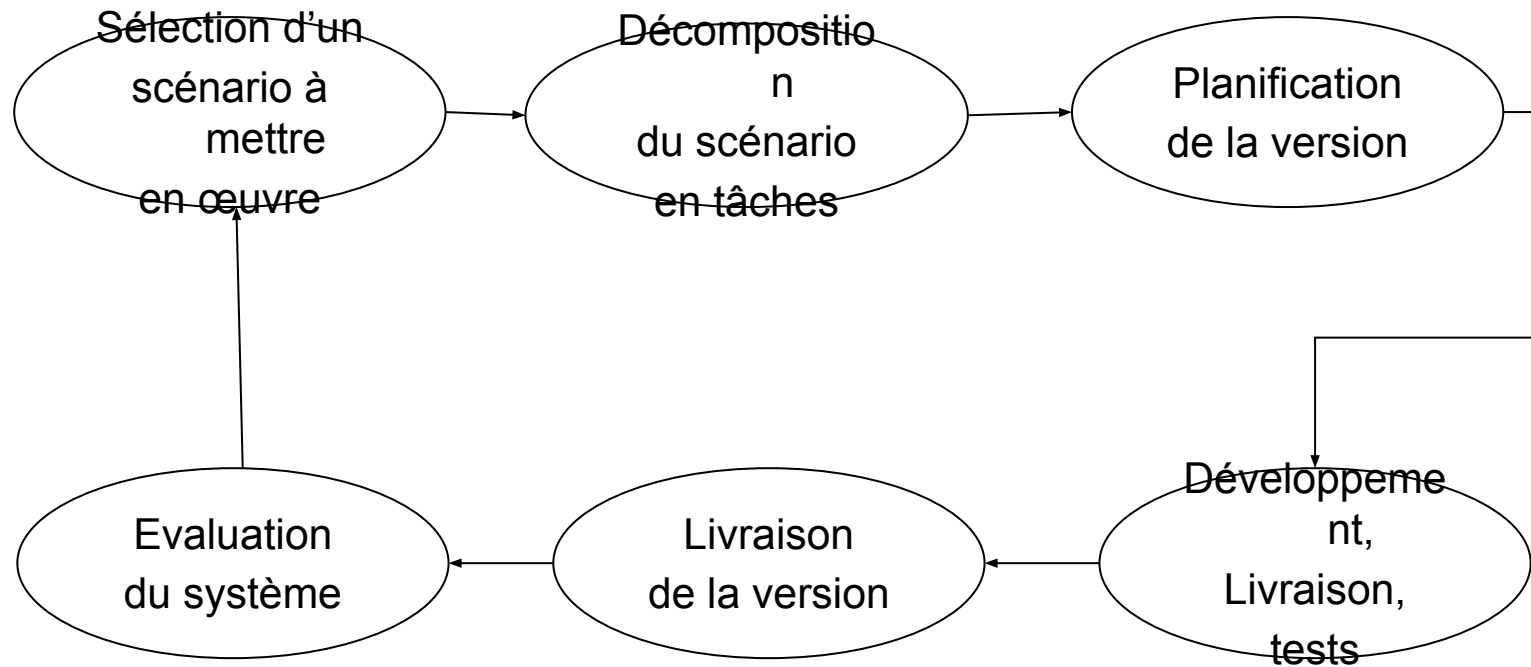 Sélection d’un
scénario à
mettre
en œuvre
Décompositio
n
du scénario
en tâches
Planification
de la version
Développeme
nt,
Livraison,
tests
Livraison
de la version
Evaluation
du système